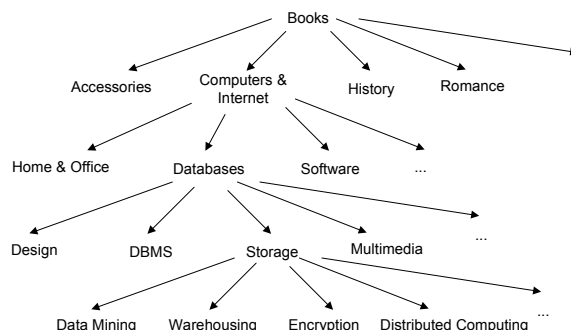 Books
Accessories
Computers &
Internet
History
Romance
Home & Office
Databases
Software
...
Design
DBMS
Storage
Multimedia
...
Data Mining
Warehousing
Encryption
Distributed Computing
...